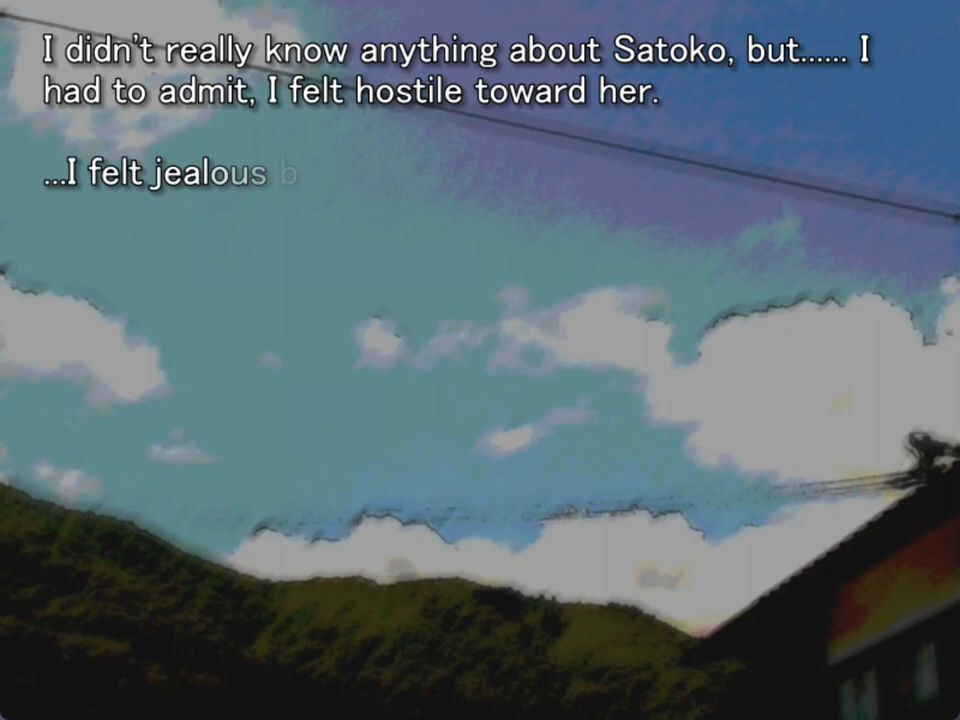 I didn't really know anything about Satoko, but...... I
had to admit, I felt hostile toward her.
...I felt jealous b